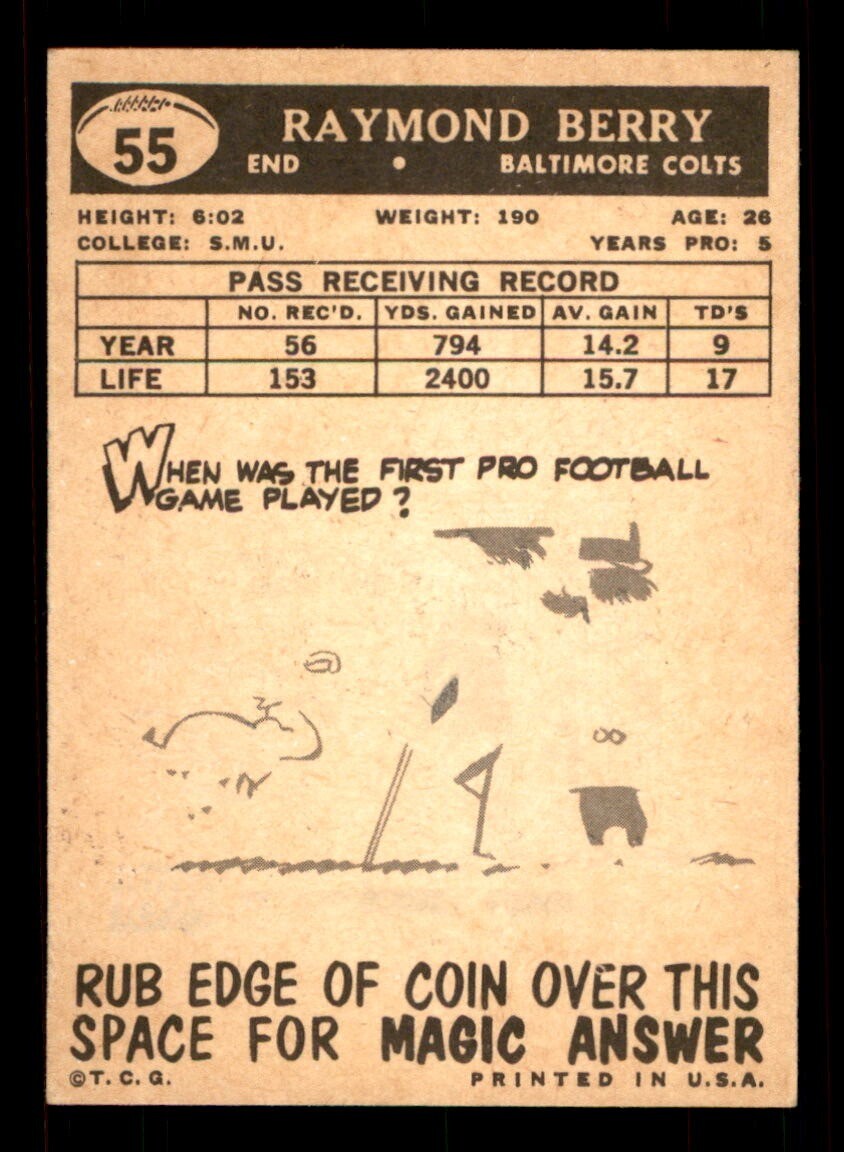 55
RAYMOND BERRY
END • BALTIMORE COLTS
HEIGHT: 6:02 WEIGHT: 190 AGE: 26
COLLEGE: S.M.U. YEARS PRO: 5
PASS RECEIVING RECORD
NO. REC'D. YDS. GAINED AV. GAIN TD'S
YEAR 56 794 14.2 9
LIFE 153 2400 15.7 17
WHEN WAS THE FIRST PRO FOOTBALL
GAME PLAYED?
RUB EDGE OF COIN OVER THIS
SPACE FOR MAGIC ANSWER
©T.C.G. PRINTED IN U.S.A.